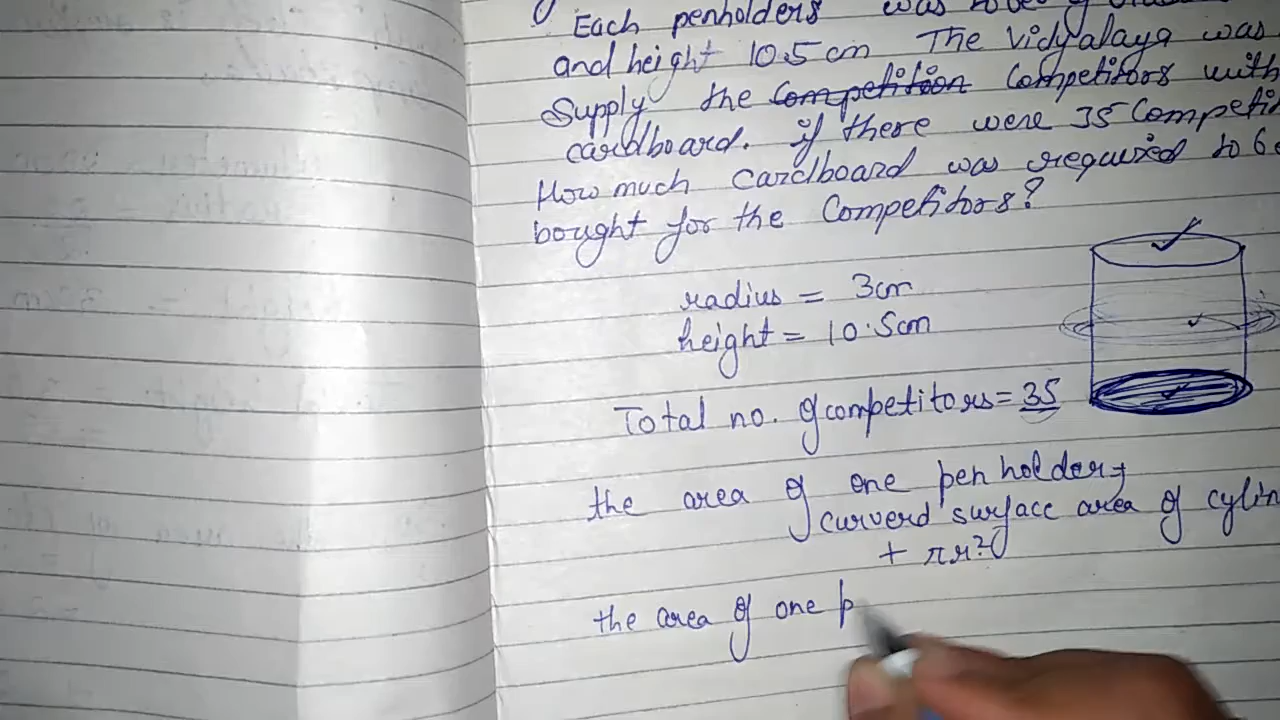 Each penholders was
and height 10.5 cm The Vidyalaya was
Supply the competition Competitors with
cardboard. if there were 35
How much Cardboard was required to be
bought for the Competitors?
radius = 3cm
height = 10.5cm
Total no. of competitors = 35
the area of one penholder
curverd surface area of
+ πr²
the area of one p